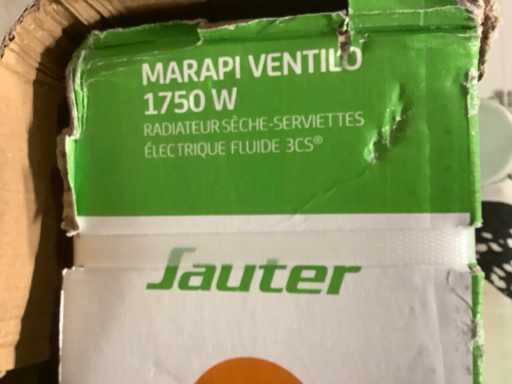 MARAPI VENTILO
1750 W
RADIATEUR SÈCHE-SERVIETTES
ÉLECTRIQUE FLUIDE 3CS®
Sauter